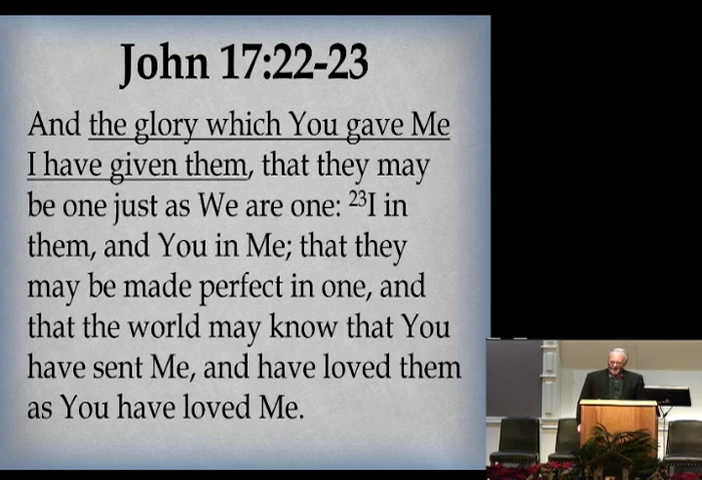 John 17:22-23
And the glory which You gave Me
I have given them, that they may
be one just as We are one: 23I in
them, and You in Me; that they
may be made perfect in one, and
that the world may know that You
have sent Me, and have loved them
as You have loved Me.